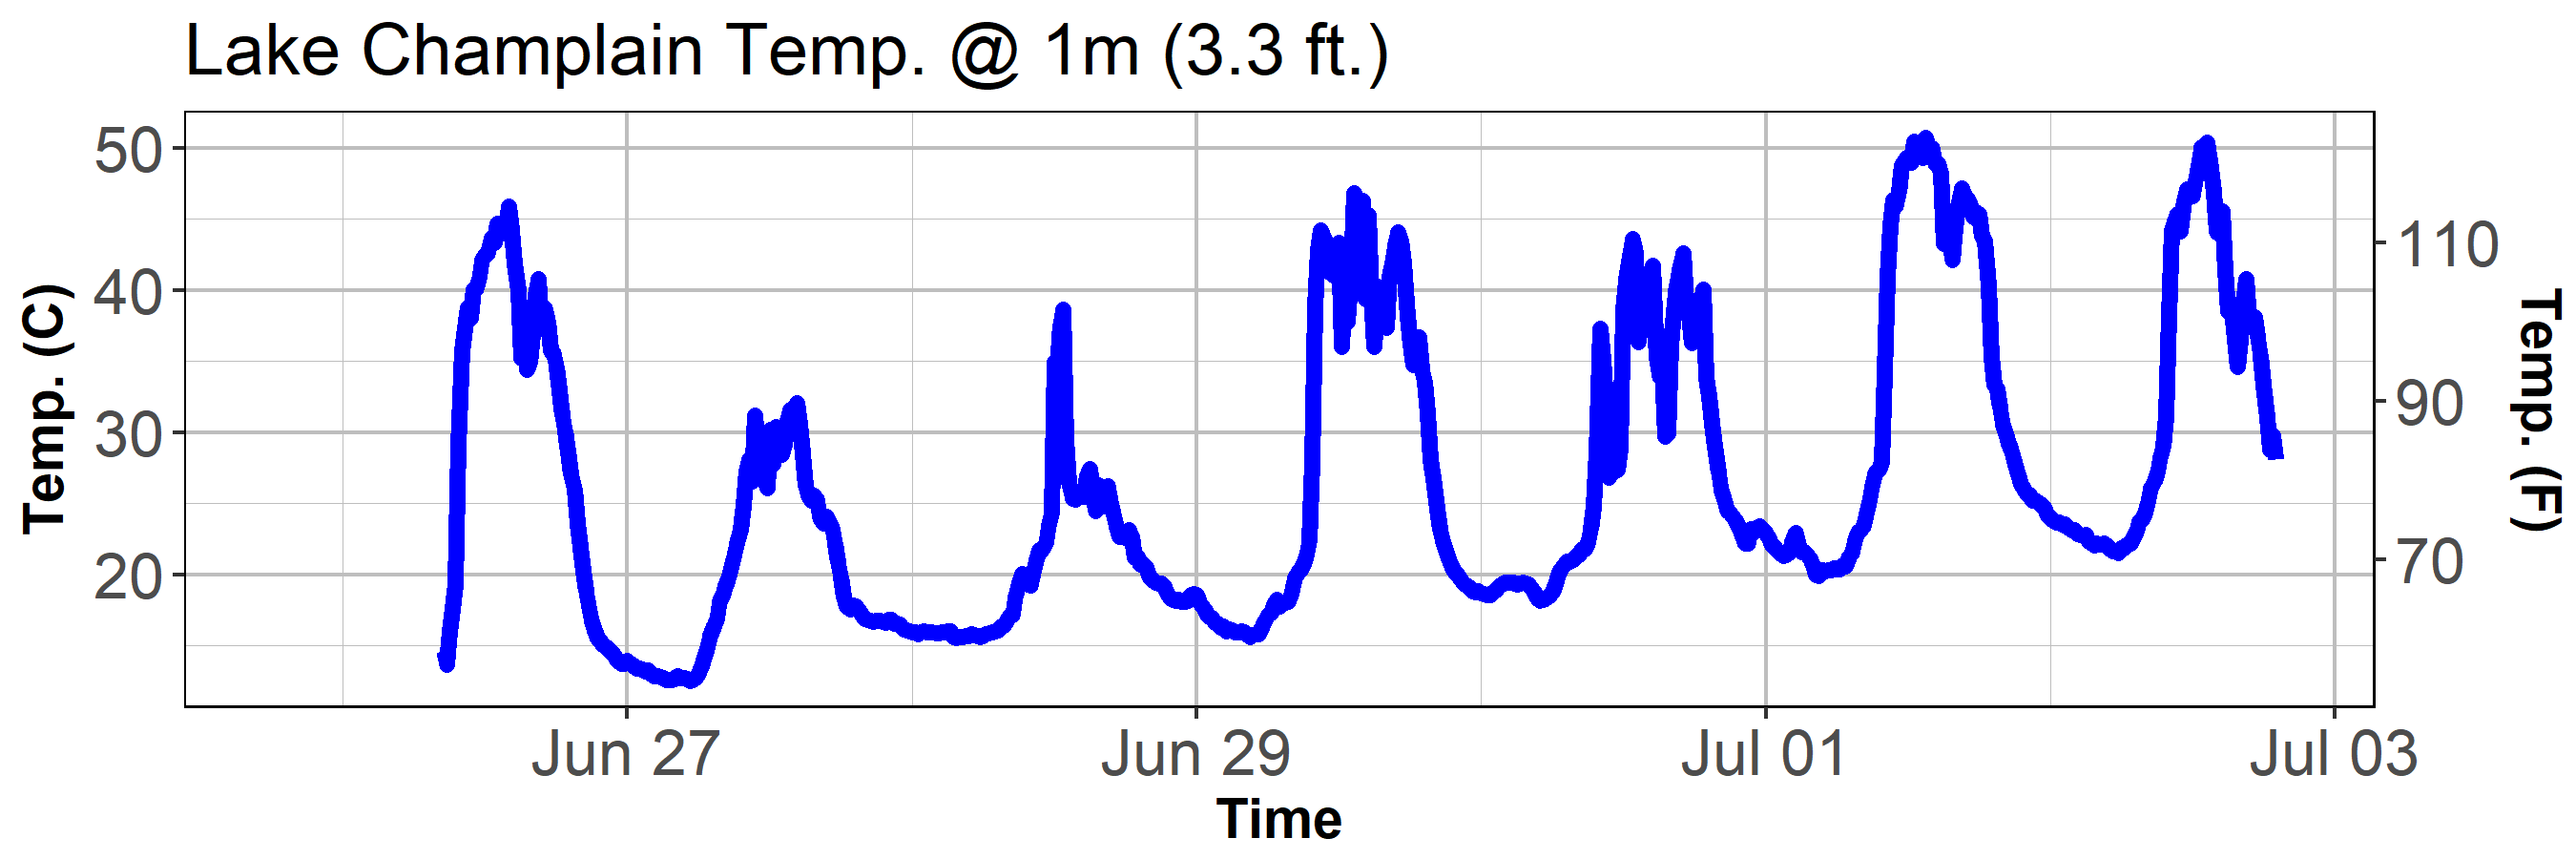 Lake Champlain Temp. @ 1m (3.3 ft.)
Temp. (C)
50
40
30
20
110
90
70
Temp. (F)
Jun 27
Jun 29
Jul 01
Jul 03
Time